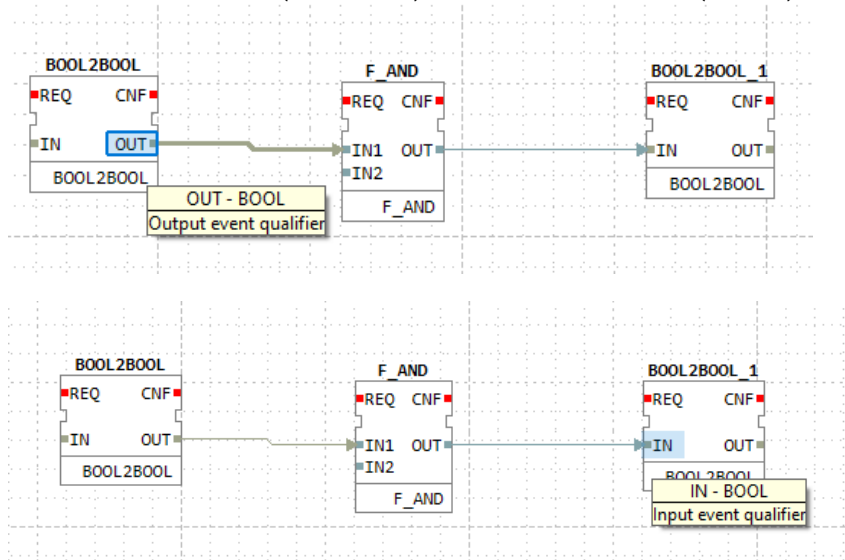 BOOL2BOOL F_AND BOOL2BOOL_1
REQ CNF REQ CNF REQ CNF
IN OUT IN1 OUT IN OUT
IN2
BOOL2BOOL F_AND BOOL2BOOL
OUT - BOOL
Output event qualifier
BOOL2BOOL F_AND BOOL2BOOL_1
REQ CNF REQ CNF REQ CNF
IN OUT IN1 OUT IN OUT
IN2
BOOL2BOOL F_AND BOOL2BOOL
IN - BOOL
Input event qualifier